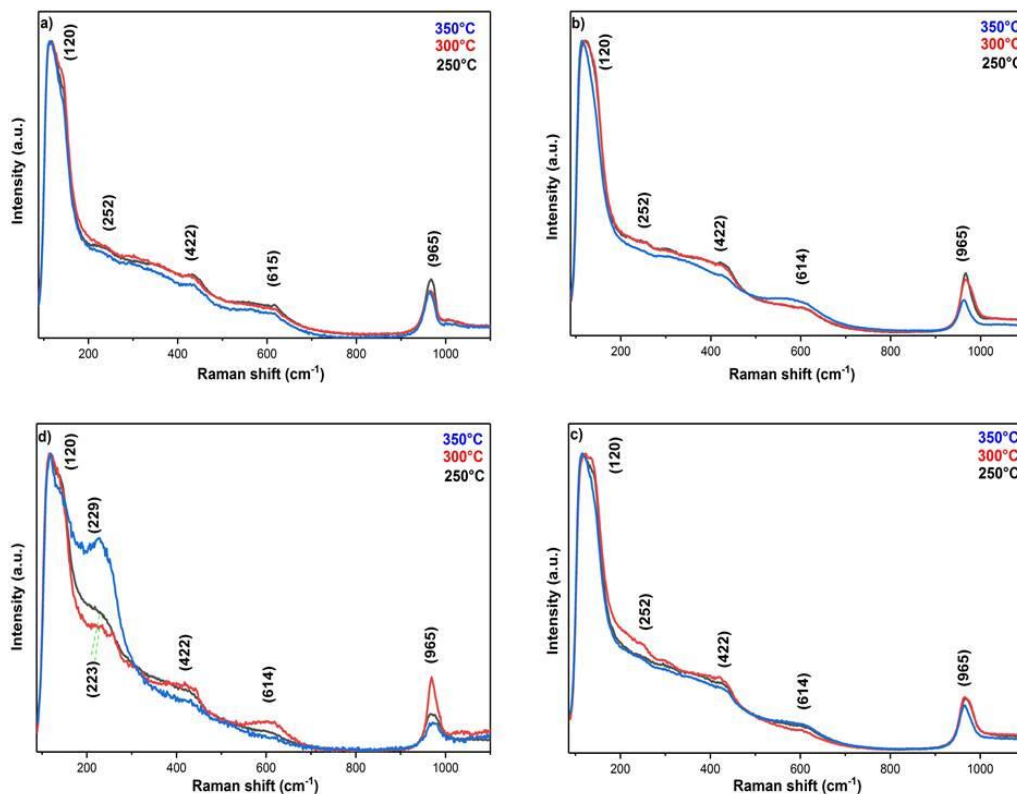 a)
350°C
300°C
250°C
(120)
(252)
(422)
(615)
(965)
Intensity (a.u.)
200 400 600 800 1000
Raman shift (cm⁻¹)
b)
350°C
300°C
250°C
(120)
(252)
(422)
(614)
(965)
Intensity (a.u.)
200 400 600 800 1000
Raman shift (cm⁻¹)
d)
350°C
300°C
250°C
(120)
(229)
(223)
(422)
(614)
(965)
Intensity (a.u.)
200 400 600 800 1000
Raman shift (cm⁻¹)
c)
350°C
300°C
250°C
(120)
(252)
(422)
(614)
(965)
Intensity (a.u.)
200 400 600 800 1000
Raman shift (cm⁻¹)